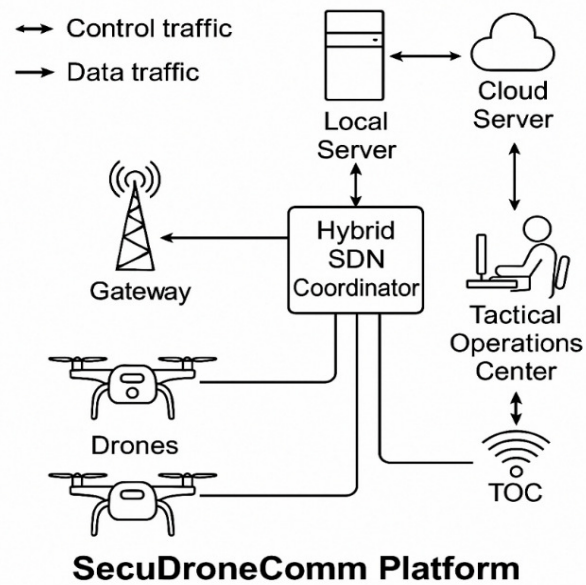 Control traffic
Data traffic
Local
Server
Cloud
Server
Gateway
Hybrid
SDN
Coordinator
Tactical
Operations
Center
Drones
TOC
SecuDroneComm Platform